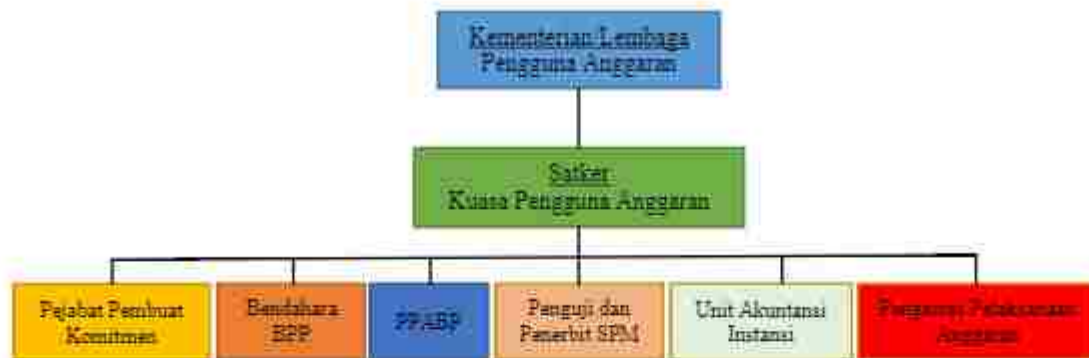 Kementerian Lembaga
Pengguna Anggaran
Satker
Kuasa Pengguna Anggaran
Pejabat Pembuat
Komitmen
Bendahara
BPP
PPABP
Penguji dan
Penerbit SPM
Unit Akuntansi
Instansi
Pelaksanaan
Anggaran